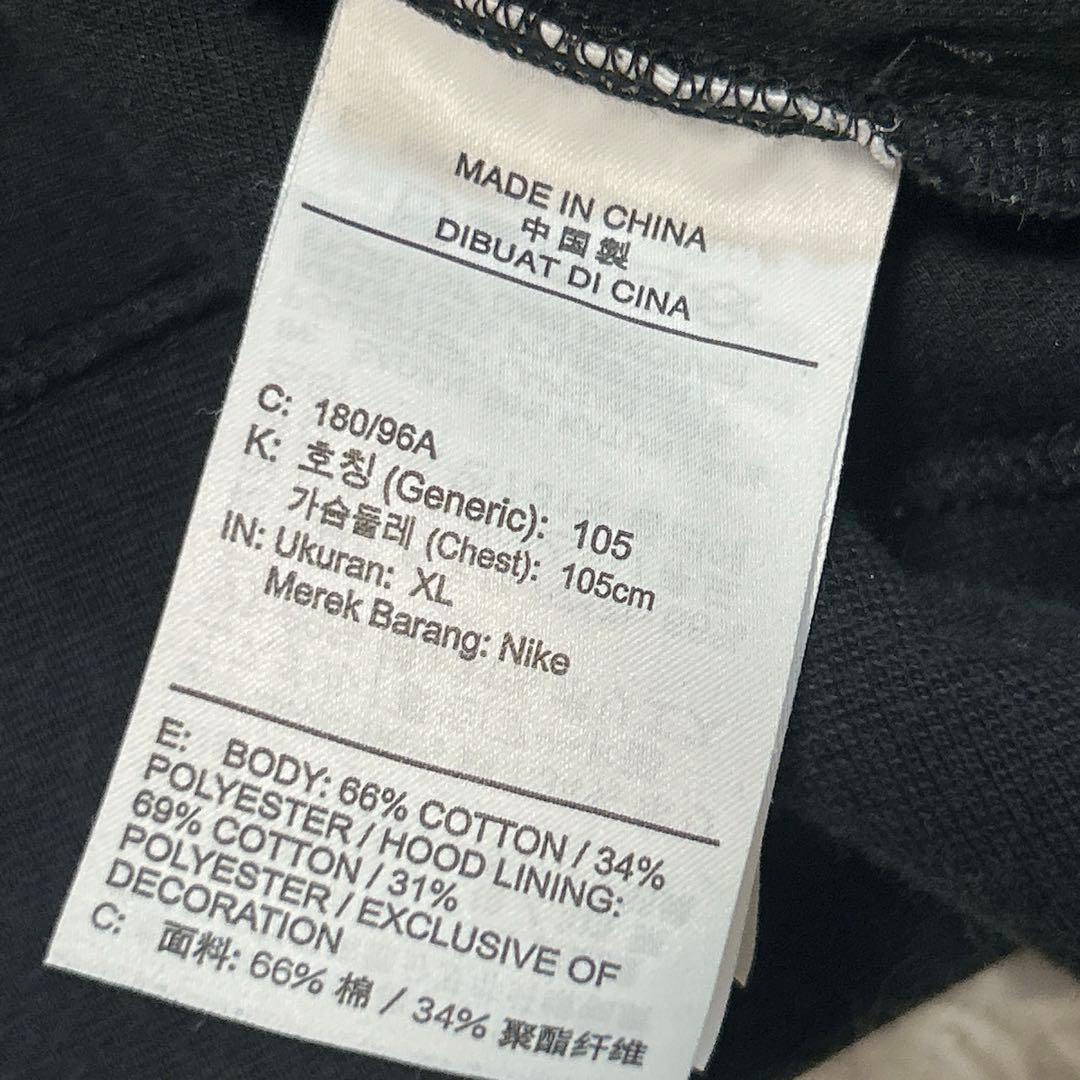 MADE IN CHINA
中国製
DIBUAT DI CINA
C: 180/96A
K: 호칭 (Generic): 105
가슴둘레 (Chest): 105cm
IN: Ukuran: XL
Merek Barang: Nike
E: BODY: 66% COTTON / 34%
POLYESTER / HOOD LINING:
69% COTTON / 31%
POLYESTER / EXCLUSIVE OF
DECORATION
C: 面料: 66% 棉 / 34% 聚酯纤维